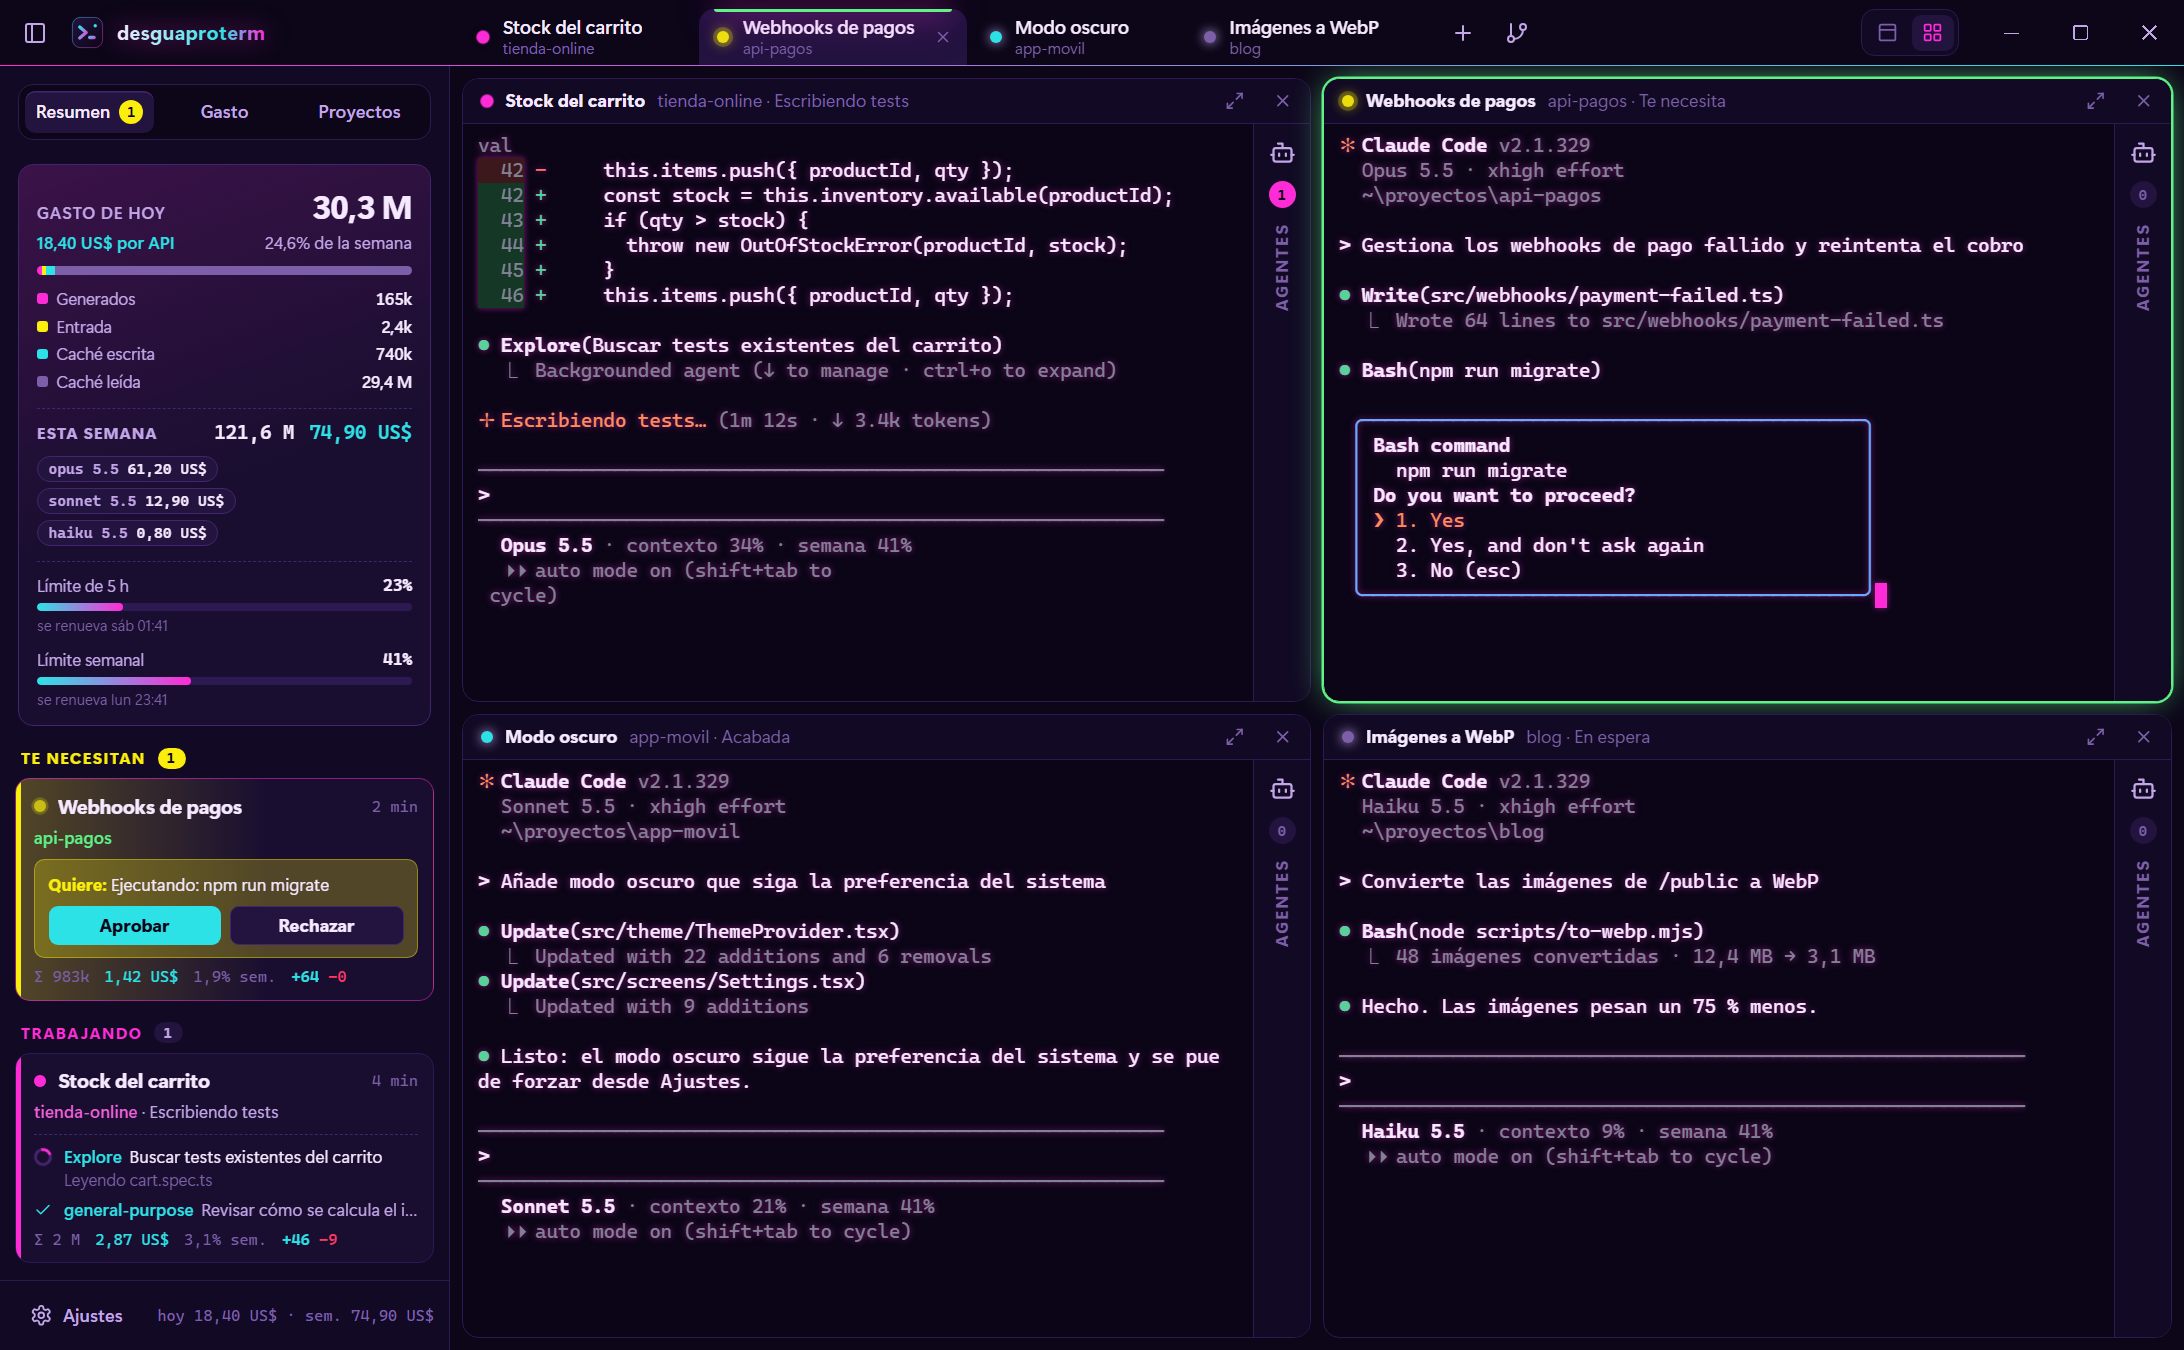 desguaproterm
Stock del carrito
tienda-online
Webhooks de pagos
api-pagos
Modo oscuro
app-movil
Imágenes a WebP
blog
Resumen 1
Gasto
Proyectos
GASTO DE HOY
30,3 M
18,40 US$ por API
24,6% de la semana
Generados 165k
Entrada 2,4k
Caché escrita 740k
Caché leída 29,4 M
ESTA SEMANA 121,6 M 74,90 US$
opus 5.5 61,20 US$
sonnet 5.5 12,90 US$
haiku 5.5 0,80 US$
Límite de 5 h 23%
se renueva sáb 01:41
Límite semanal 41%
se renueva lun 23:41
TE NECESITAN 1
Webhooks de pagos 2 min
api-pagos
Quiere: Ejecutando: npm run migrate
Aprobar
Rechazar
Σ 983k 1,42 US$ 1,9% sem. +64 −0
TRABAJANDO 1
Stock del carrito 4 min
tienda-online · Escribiendo tests
Explore Buscar tests existentes del carrito
Leyendo cart.spec.ts
general-purpose Revisar cómo se calcula el i…
Σ 2 M 2,87 US$ 3,1% sem. +46 −9
Ajustes
hoy 18,40 US$ · sem. 74,90 US$
Stock del carrito tienda-online · Escribiendo tests
val
42 - this.items.push({ productId, qty });
42 + const stock = this.inventory.available(productId);
43 + if (qty > stock) {
44 + throw new OutOfStockError(productId, stock);
45 + }
46 + this.items.push({ productId, qty });
● Explore(Buscar tests existentes del carrito)
⎿ Backgrounded agent (↓ to manage · ctrl+o to expand)
✢ Escribiendo tests… (1m 12s · ↓ 3.4k tokens)
>
Opus 5.5 · contexto 34% · semana 41%
⏵⏵ auto mode on (shift+tab to
cycle)
1
AGENTES
Webhooks de pagos api-pagos · Te necesita
✻ Claude Code v2.1.329
Opus 5.5 · xhigh effort
~\proyectos\api-pagos
> Gestiona los webhooks de pago fallido y reintenta el cobro
● Write(src/webhooks/payment-failed.ts)
⎿ Wrote 64 lines to src/webhooks/payment-failed.ts
● Bash(npm run migrate)
Bash command
npm run migrate
Do you want to proceed?
❯ 1. Yes
2. Yes, and don't ask again
3. No (esc)
0
AGENTES
Modo oscuro app-movil · Acabada
✻ Claude Code v2.1.329
Sonnet 5.5 · xhigh effort
~\proyectos\app-movil
> Añade modo oscuro que siga la preferencia del sistema
● Update(src/theme/ThemeProvider.tsx)
⎿ Updated with 22 additions and 6 removals
● Update(src/screens/Settings.tsx)
⎿ Updated with 9 additions
● Listo: el modo oscuro sigue la preferencia del sistema y se pue
de forzar desde Ajustes.
>
Sonnet 5.5 · contexto 21% · semana 41%
⏵⏵ auto mode on (shift+tab to cycle)
0
AGENTES
Imágenes a WebP blog · En espera
✻ Claude Code v2.1.329
Haiku 5.5 · xhigh effort
~\proyectos\blog
> Convierte las imágenes de /public a WebP
● Bash(node scripts/to-webp.mjs)
⎿ 48 imágenes convertidas · 12,4 MB → 3,1 MB
● Hecho. Las imágenes pesan un 75 % menos.
>
Haiku 5.5 · contexto 9% · semana 41%
⏵⏵ auto mode on (shift+tab to cycle)
0
AGENTES